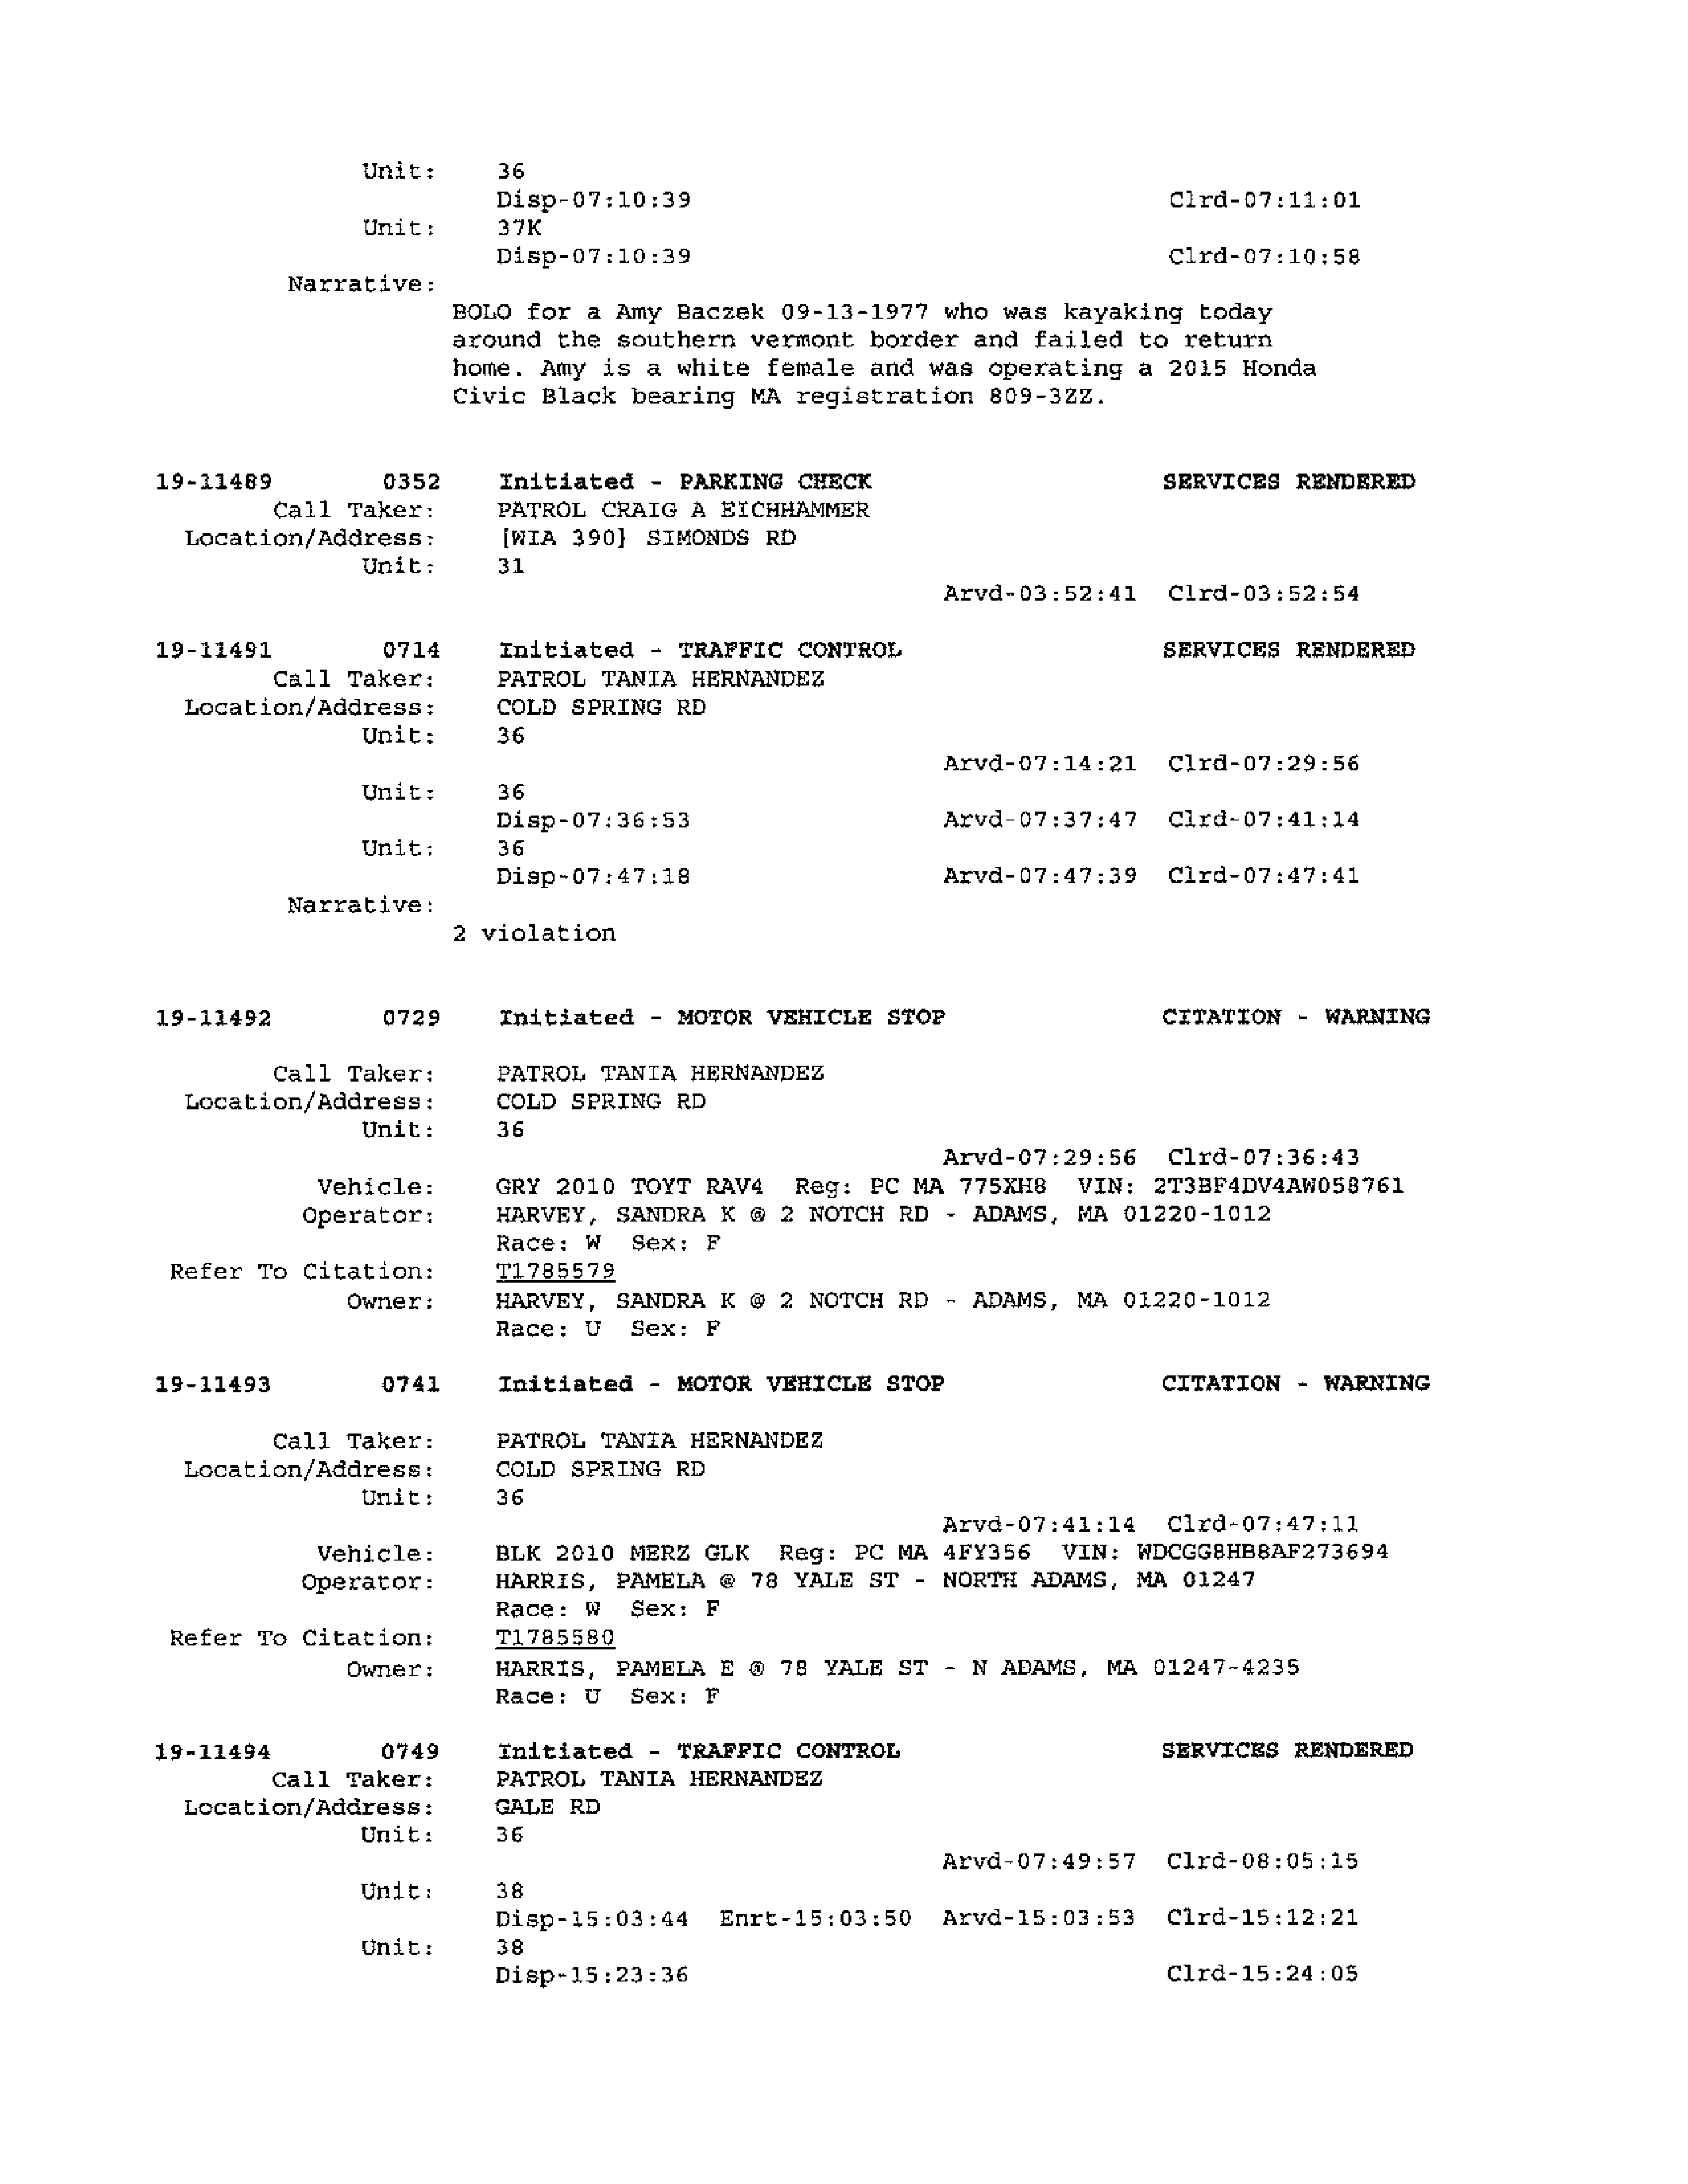 Unit: 36
Disp-07:10:39 Clrd-07:11:01
Unit: 37K
Disp-07:10:39 Clrd-07:10:58
Narrative:
BOLO for a Amy Baczek 09-13-1977 who was kayaking today
around the southern vermont border and failed to return
home. Amy is a white female and was operating a 2015 Honda
Civic Black bearing MA registration 809-3ZZ.
19-11489 0352 Initiated - PARKING CHECK SERVICES RENDERED
Call Taker: PATROL CRAIG A EICHHAMMER
Location/Address: [WIA 390] SIMONDS RD
Unit: 31
Arvd-03:52:41 Clrd-03:52:54
19-11491 0714 Initiated - TRAFFIC CONTROL SERVICES RENDERED
Call Taker: PATROL TANIA HERNANDEZ
Location/Address: COLD SPRING RD
Unit: 36
Arvd-07:14:21 Clrd-07:29:56
Unit: 36
Disp-07:36:53 Arvd-07:37:47 Clrd-07:41:14
Unit: 36
Disp-07:47:18 Arvd-07:47:39 Clrd-07:47:41
Narrative:
2 violation
19-11492 0729 Initiated - MOTOR VEHICLE STOP CITATION - WARNING
Call Taker: PATROL TANIA HERNANDEZ
Location/Address: COLD SPRING RD
Unit: 36
Arvd-07:29:56 Clrd-07:36:43
Vehicle: GRY 2010 TOYT RAV4 Reg: PC MA 775XH8 VIN: 2T3BF4DV4AW058761
Operator: HARVEY, SANDRA K @ 2 NOTCH RD - ADAMS, MA 01220-1012
Race: W Sex: F
Refer To Citation: T1785579
Owner: HARVEY, SANDRA K @ 2 NOTCH RD - ADAMS, MA 01220-1012
Race: U Sex: F
19-11493 0741 Initiated - MOTOR VEHICLE STOP CITATION - WARNING
Call Taker: PATROL TANIA HERNANDEZ
Location/Address: COLD SPRING RD
Unit: 36
Arvd-07:41:14 Clrd-07:47:11
Vehicle: BLK 2010 MERZ GLK Reg: PC MA 4FY356 VIN: WDCGG8HB8AF273694
Operator: HARRIS, PAMELA @ 78 YALE ST - NORTH ADAMS, MA 01247
Race: W Sex: F
Refer To Citation: T1785580
Owner: HARRIS, PAMELA E @ 78 YALE ST - N ADAMS, MA 01247-4235
Race: U Sex: F
19-11494 0749 Initiated - TRAFFIC CONTROL SERVICES RENDERED
Call Taker: PATROL TANIA HERNANDEZ
Location/Address: GALE RD
Unit: 36
Arvd-07:49:57 Clrd-08:05:15
Unit: 38
Disp-15:03:44 Enrt-15:03:50 Arvd-15:03:53 Clrd-15:12:21
Unit: 38
Disp-15:23:36 Clrd-15:24:05